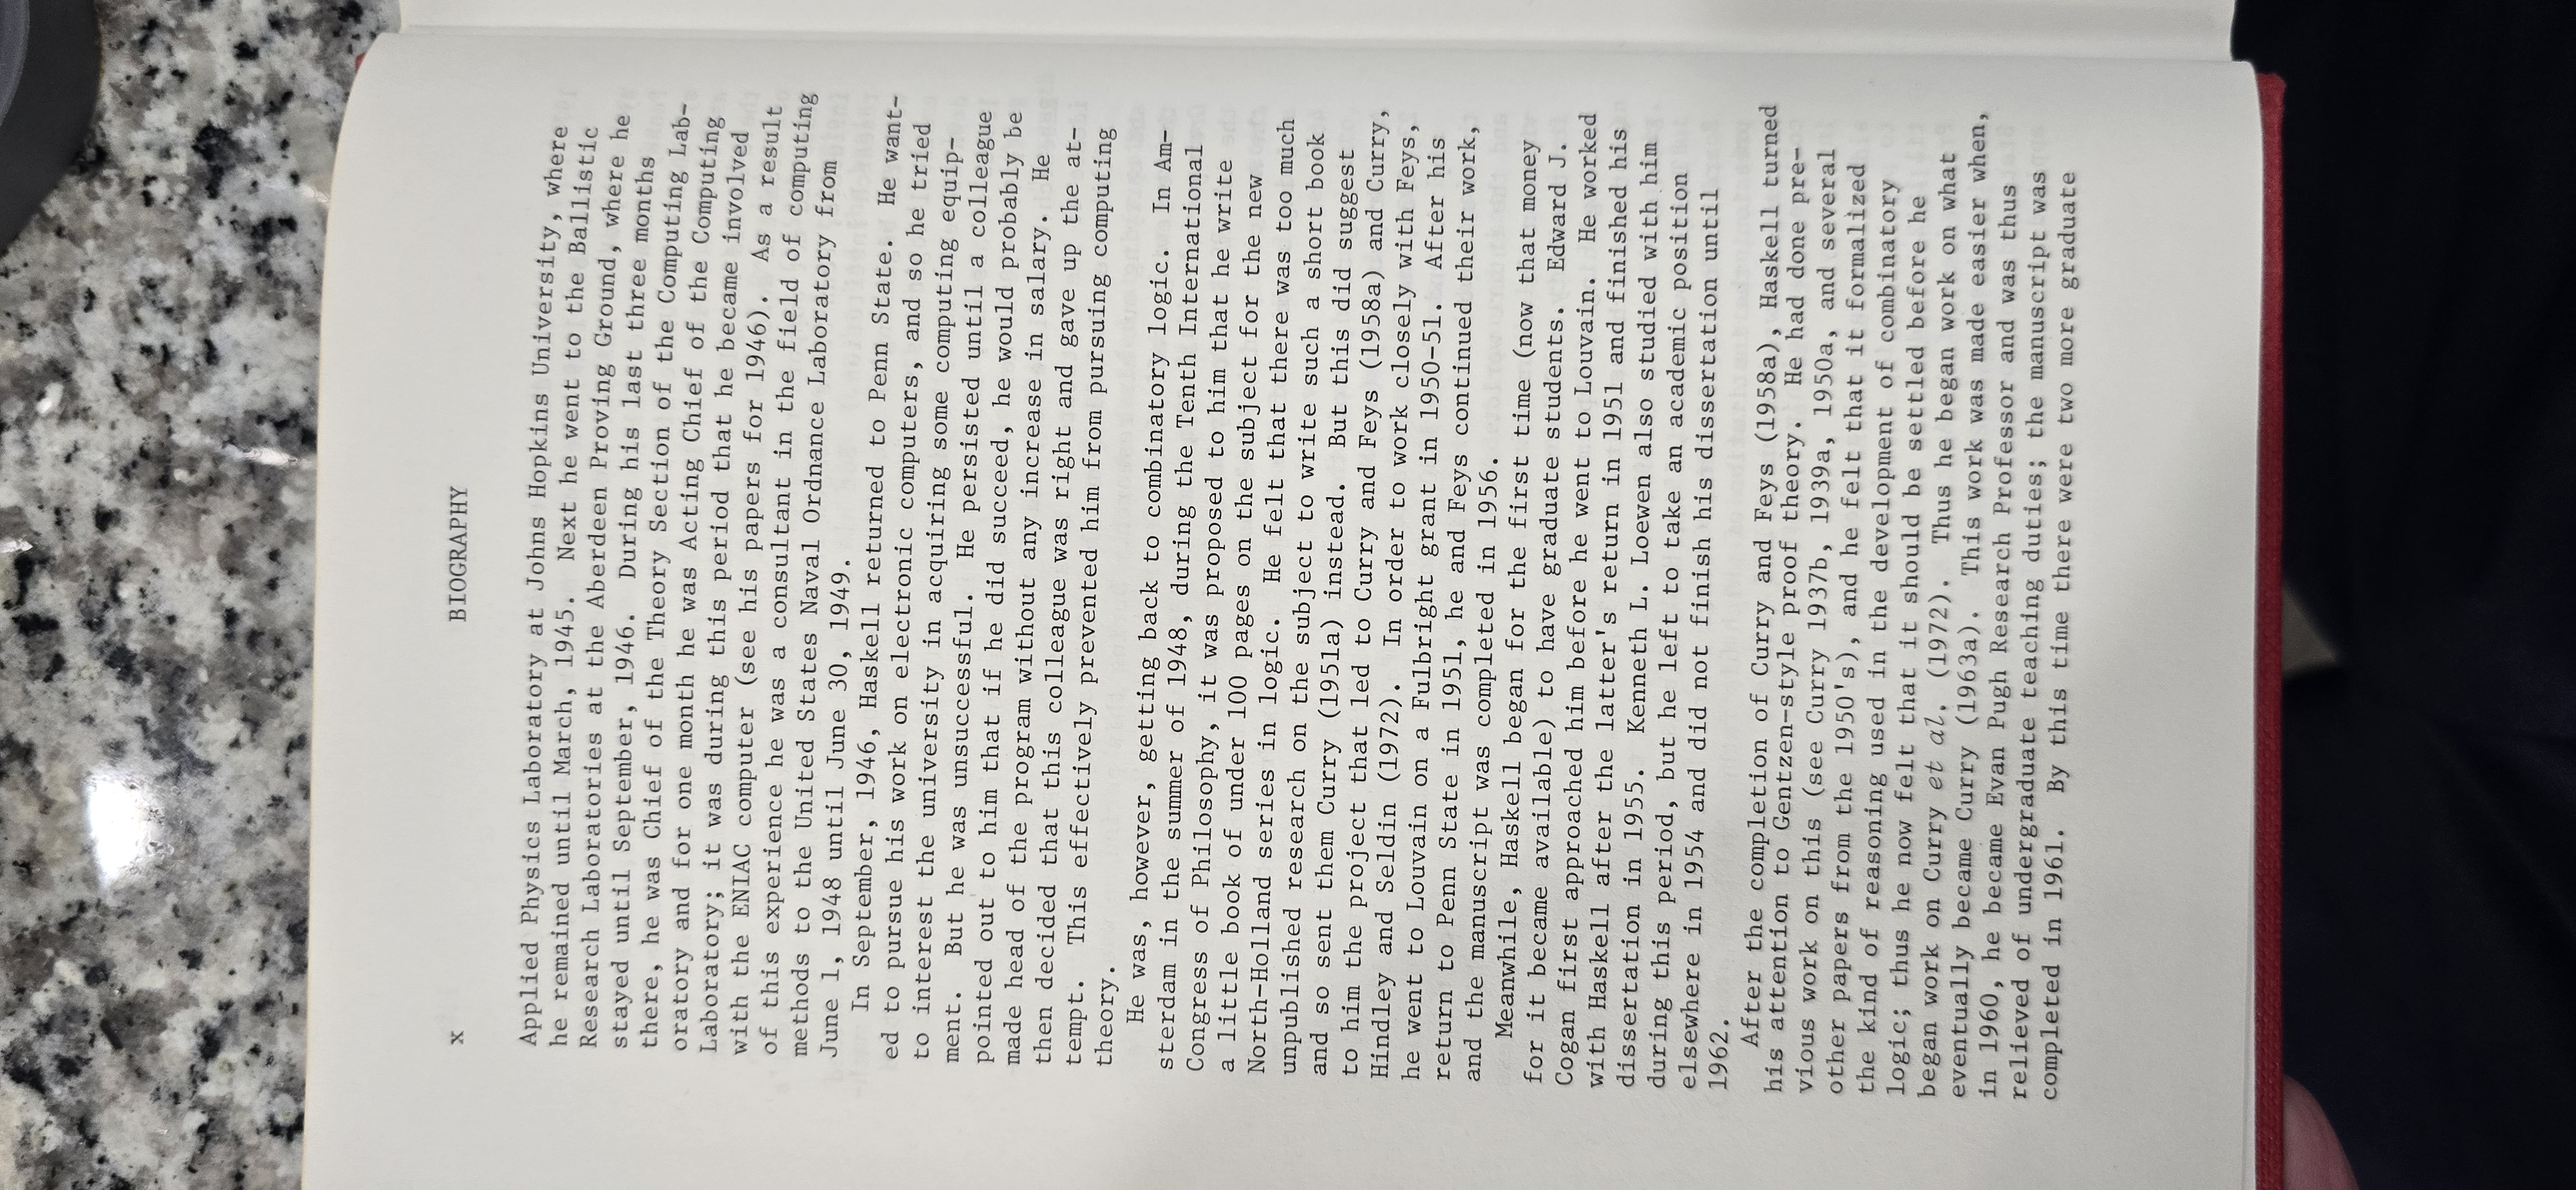 x
BIOGRAPHY
Applied Physics Laboratory at Johns Hopkins University, where
he remained until March, 1945. Next he went to the Ballistic
Research Laboratories at the Aberdeen Proving Ground, where he
stayed until September, 1946. During his last three months
there, he was Chief of the Theory Section of the Computing Lab-
oratory and for one month he was Acting Chief of the Computing
Laboratory; it was during this period that he became involved
with the ENIAC computer (see his papers for 1946). As a result
of this experience he was a consultant in the field of computing
methods to the United States Naval Ordnance Laboratory from
June 1, 1948 until June 30, 1949.
In September, 1946, Haskell returned to Penn State. He want-
ed to pursue his work on electronic computers, and so he tried
to interest the university in acquiring some computing equip-
ment. But he was unsuccessful. He persisted until a colleague
pointed out to him that if he did succeed, he would probably be
made head of the program without any increase in salary. He
then decided that this colleague was right and gave up the at-
tempt. This effectively prevented him from pursuing computing
theory.
He was, however, getting back to combinatory logic. In Am-
sterdam in the summer of 1948, during the Tenth International
Congress of Philosophy, it was proposed to him that he write
a little book of under 100 pages on the subject for the new
North-Holland series in logic. He felt that there was too much
unpublished research on the subject to write such a short book
and so sent them Curry (1951a) instead. But this did suggest
to him the project that led to Curry and Feys (1958a) and Curry,
Hindley and Seldin (1972). In order to work closely with Feys,
he went to Louvain on a Fulbright grant in 1950-51. After his
return to Penn State in 1951, he and Feys continued their work,
and the manuscript was completed in 1956.
Meanwhile, Haskell began for the first time (now that money
for it became available) to have graduate students. Edward J.
Cogan first approached him before he went to Louvain. He worked
with Haskell after the latter's return in 1951 and finished his
dissertation in 1955. Kenneth L. Loewen also studied with him
during this period, but he left to take an academic position
elsewhere in 1954 and did not finish his dissertation until
1962.
After the completion of Curry and Feys (1958a), Haskell turned
his attention to Gentzen-style proof theory. He had done pre-
vious work on this (see Curry 1937b, 1939a, 1950a, and several
other papers from the 1950's), and he felt that it formalized
the kind of reasoning used in the development of combinatory
logic; thus he now felt that it should be settled before he
began work on Curry et al. (1972). Thus he began work on what
eventually became Curry (1963a). This work was made easier when,
in 1960, he became Evan Pugh Research Professor and was thus
relieved of undergraduate teaching duties; the manuscript was
completed in 1961. By this time there were two more graduate